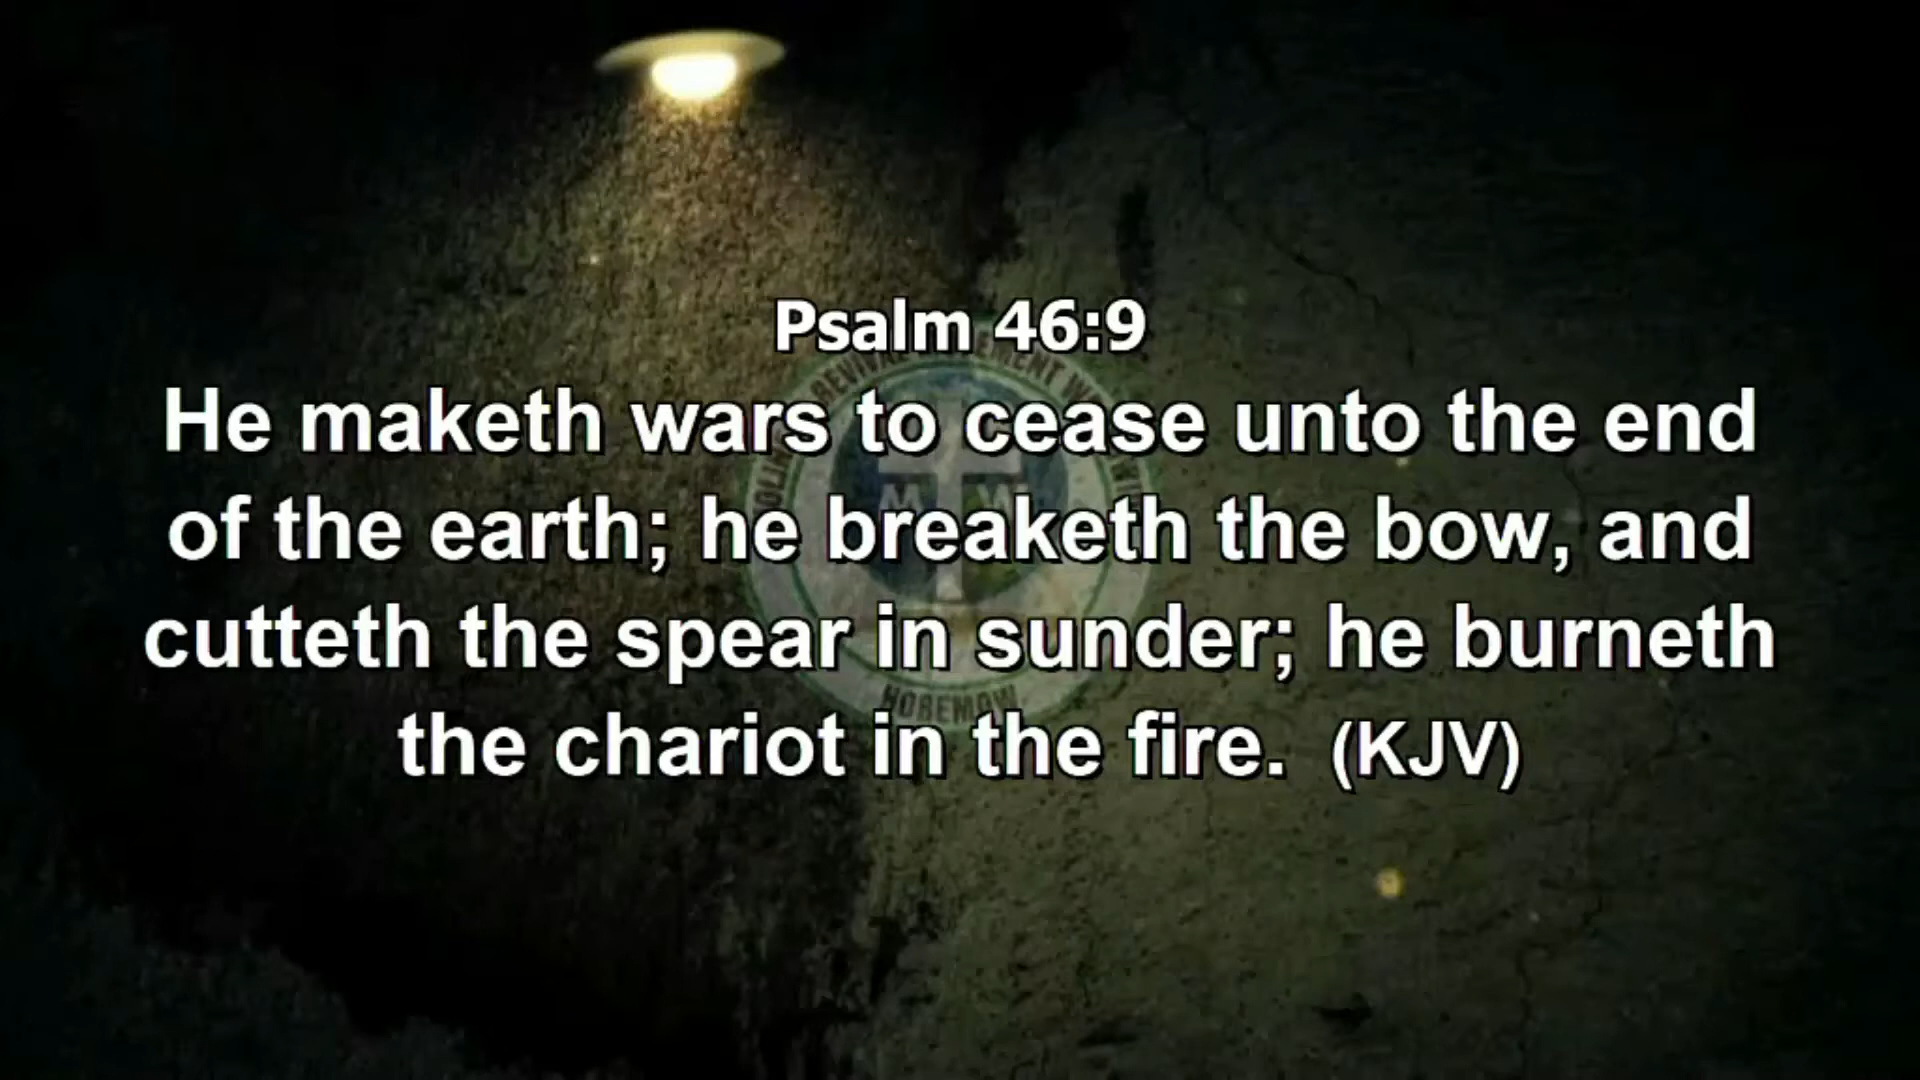 Psalm 46:9
He maketh wars to cease unto the end
of the earth; he breaketh the bow, and
cutteth the spear in sunder; he burneth
the chariot in the fire. (KJV)
HOREMOW